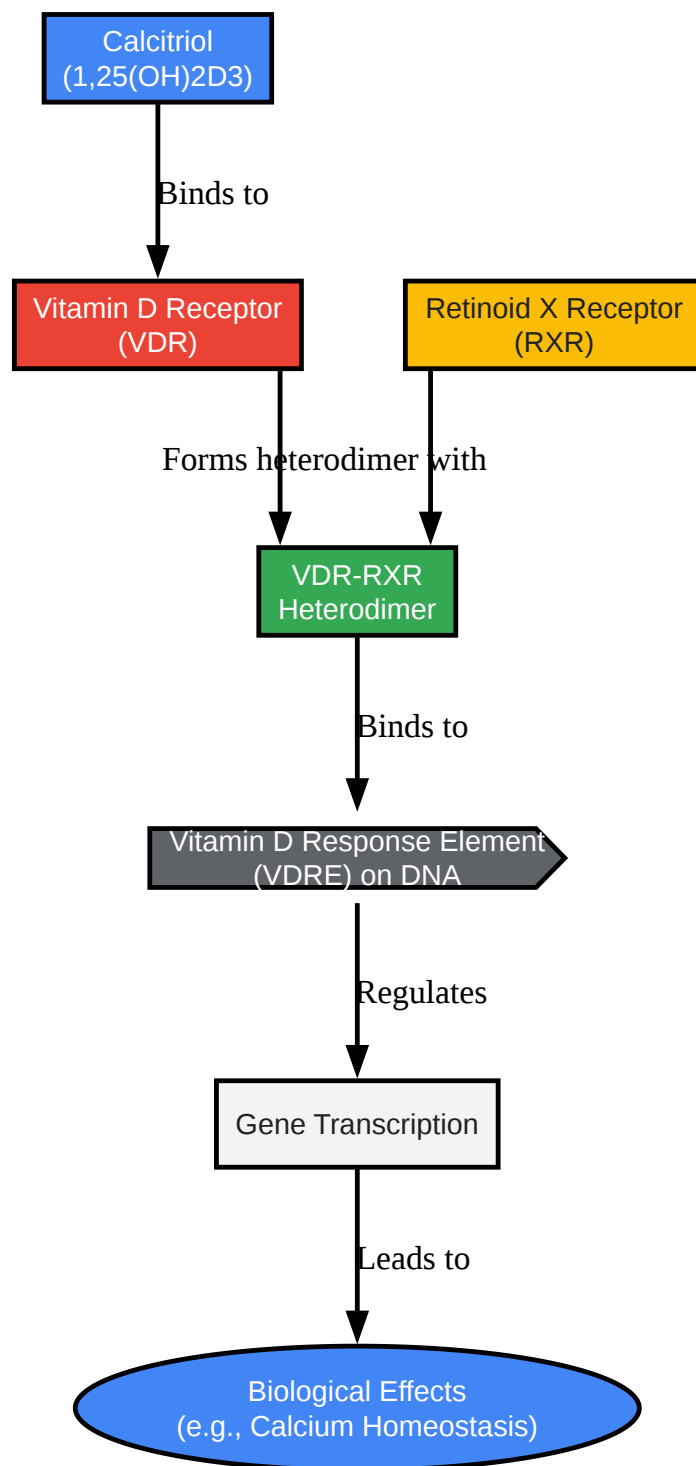 Calcitriol
(1,25(OH)2D3)
Binds to
Vitamin D Receptor
(VDR)
Retinoid X Receptor
(RXR)
Forms heterodimer with
VDR-RXR
Heterodimer
Binds to
Vitamin D Response Element
(VDRE) on DNA
Regulates
Gene Transcription
Leads to
Biological Effects
(e.g., Calcium Homeostasis)